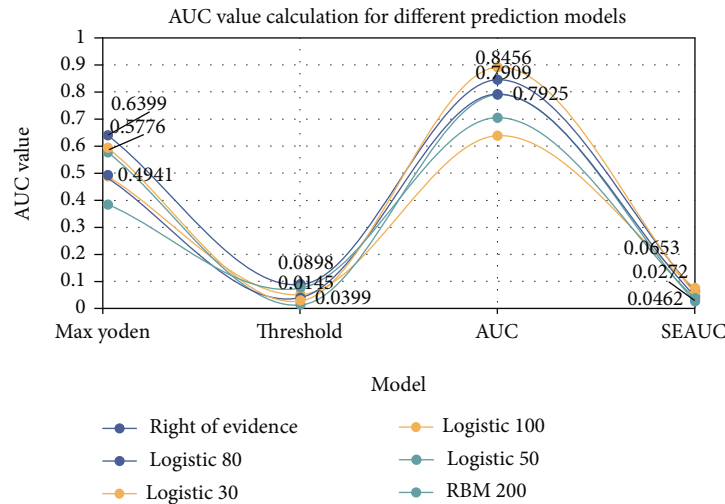 AUC value calculation for different prediction models
1
0.9
0.8
0.7
0.6
0.5
0.4
0.3
0.2
0.1
0
AUC value
0.6399
0.5776
0.4941
0.0898
0.0145
0.0399
0.8456
0.7909
0.7925
0.0653
0.0272
0.0462
Max yoden Threshold AUC SEAUC
Model
Right of evidence
Logistic 80
Logistic 30
Logistic 100
Logistic 50
RBM 200